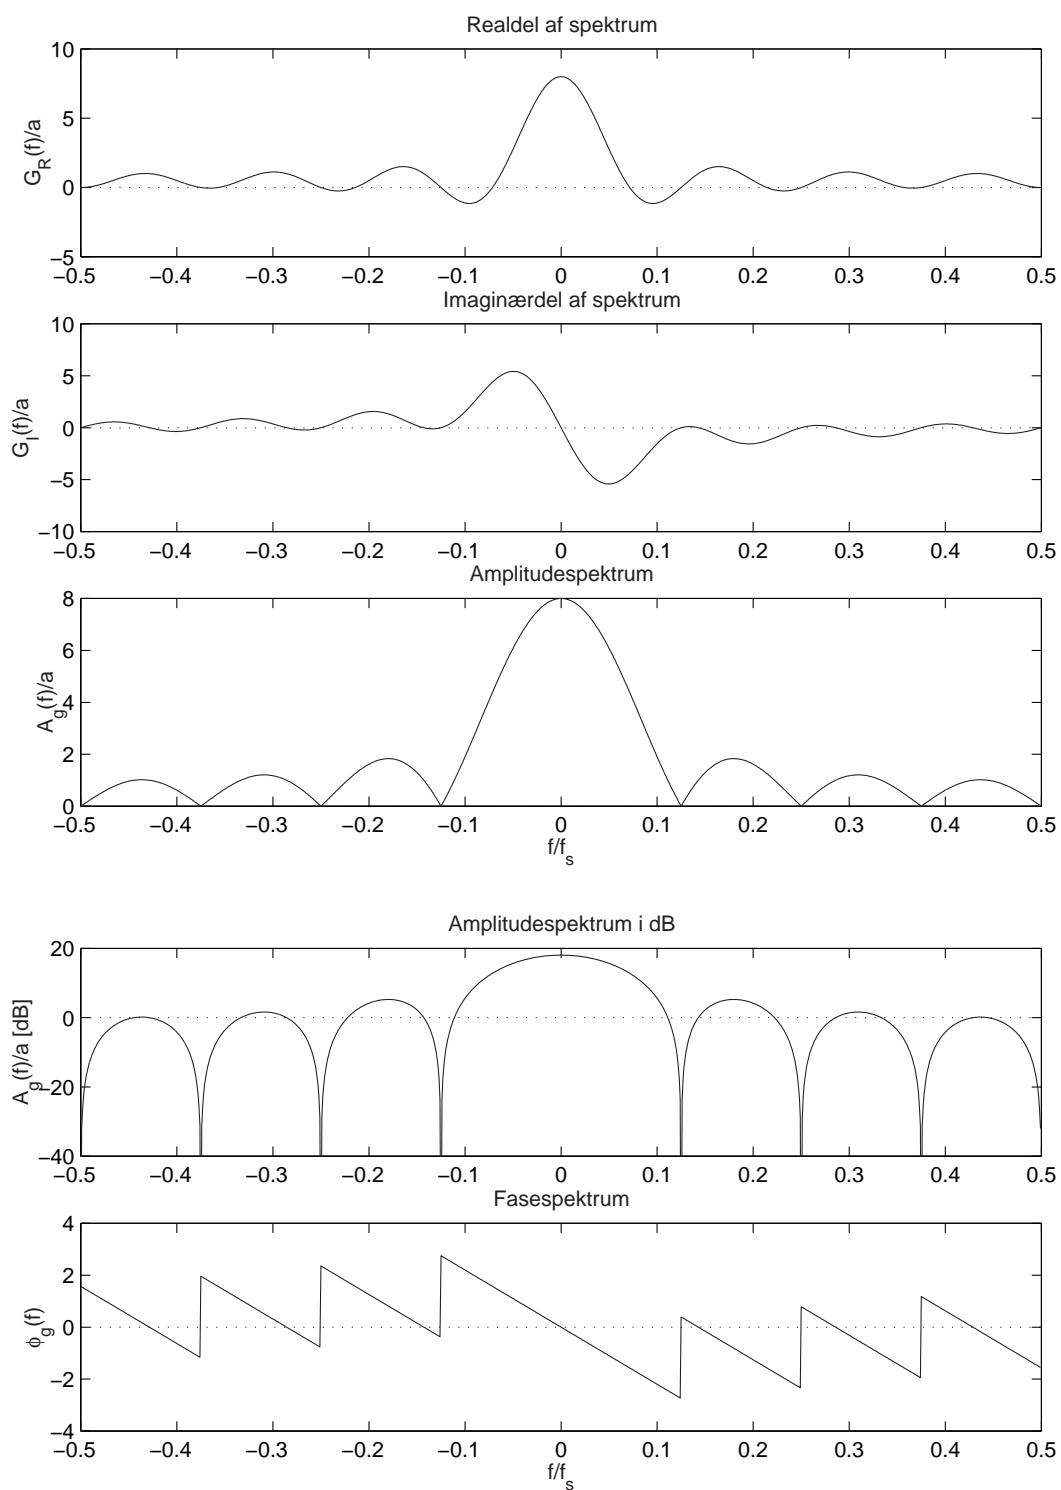 Realdel af spektrum
G_R(f)/a
10
5
0
−5
−0.5 −0.4 −0.3 −0.2 −0.1 0 0.1 0.2 0.3 0.4 0.5
Imaginærdel af spektrum
G_I(f)/a
10
5
0
−5
−10
−0.5 −0.4 −0.3 −0.2 −0.1 0 0.1 0.2 0.3 0.4 0.5
Amplitudespektrum
A_g(f)/a
8
6
4
2
0
−0.5 −0.4 −0.3 −0.2 −0.1 0 0.1 0.2 0.3 0.4 0.5
f/f_s
Amplitudespektrum i dB
A_g(f)/a [dB]
20
0
−20
−40
−0.5 −0.4 −0.3 −0.2 −0.1 0 0.1 0.2 0.3 0.4 0.5
Fasespektrum
ϕ_g(f)
4
2
0
−2
−4
−0.5 −0.4 −0.3 −0.2 −0.1 0 0.1 0.2 0.3 0.4 0.5
f/f_s